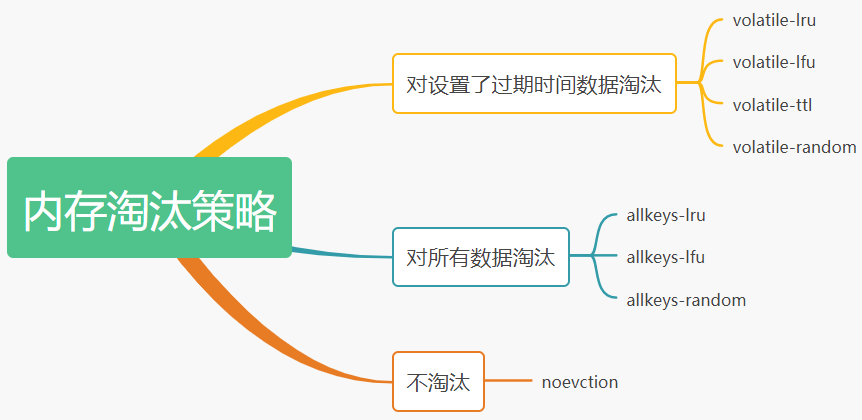 内存淘汰策略
对设置了过期时间数据淘汰
volatile-lru
volatile-lfu
volatile-ttl
volatile-random
对所有数据淘汰
allkeys-lru
allkeys-lfu
allkeys-random
不淘汰
noevction